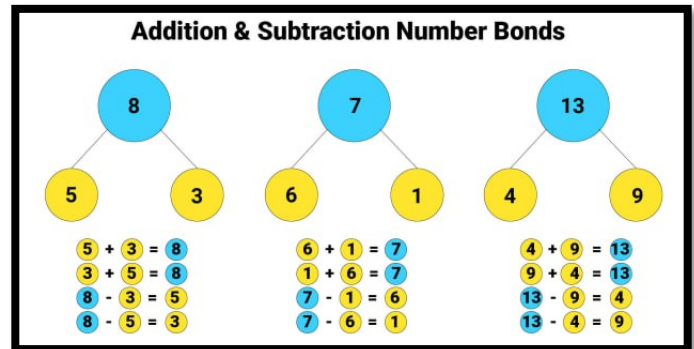 Addition & Subtraction Number Bonds
8 7 13
5 3 6 1 4 9
5 + 3 = 8 6 + 1 = 7 4 + 9 = 13
3 + 5 = 8 1 + 6 = 7 9 + 4 = 13
8 - 3 = 5 7 - 1 = 6 13 - 9 = 4
8 - 5 = 3 7 - 6 = 1 13 - 4 = 9